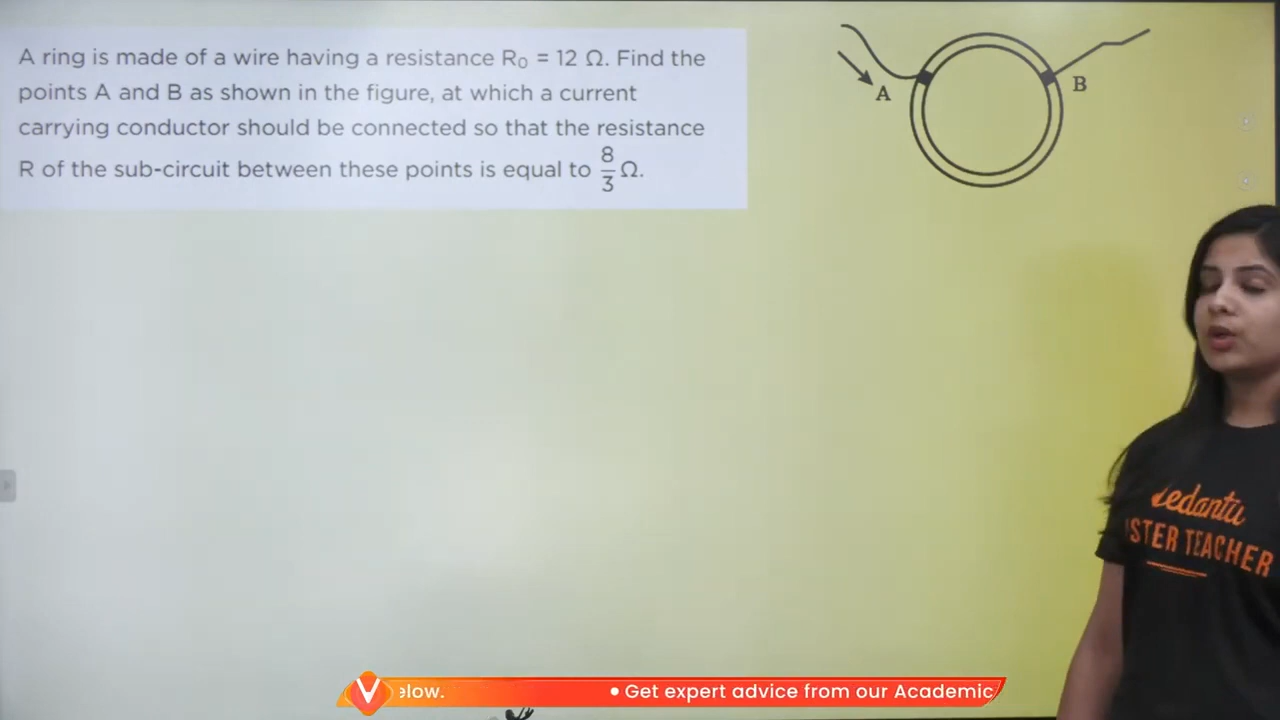 A ring is made of a wire having a resistance R₀ = 12 Ω. Find the
points A and B as shown in the figure, at which a current
carrying conductor should be connected so that the resistance
R of the sub-circuit between these points is equal to 8/3 Ω.
A
B
edantu
STER TEACHER
V
elow.
• Get expert advice from our Academic